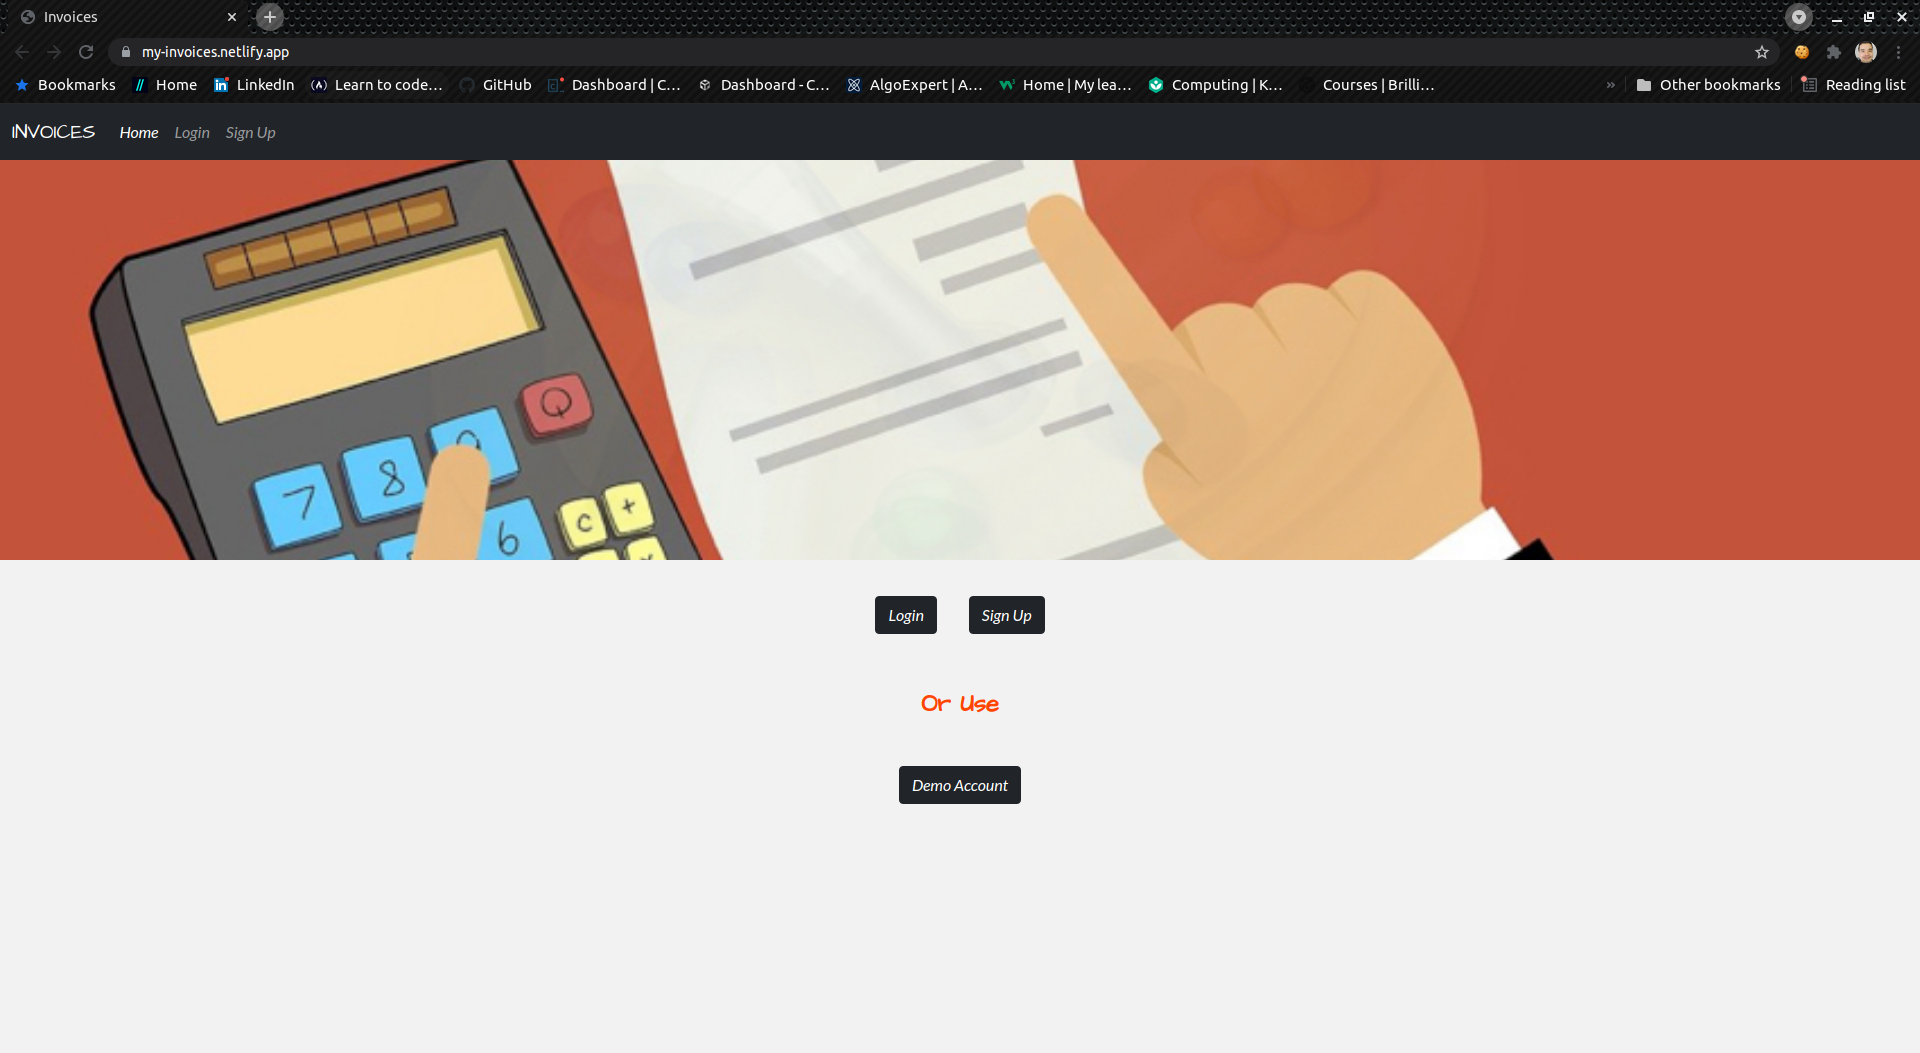 Invoices
my-invoices.netlify.app
Bookmarks Home LinkedIn Learn to code... GitHub Dashboard | C... Dashboard - C... AlgoExpert | A... Home | My lea... Computing | K... Courses | Brilli... » Other bookmarks Reading list
INVOICES Home Login Sign Up
7 8 9
6 C +
Login Sign Up
Or Use
Demo Account